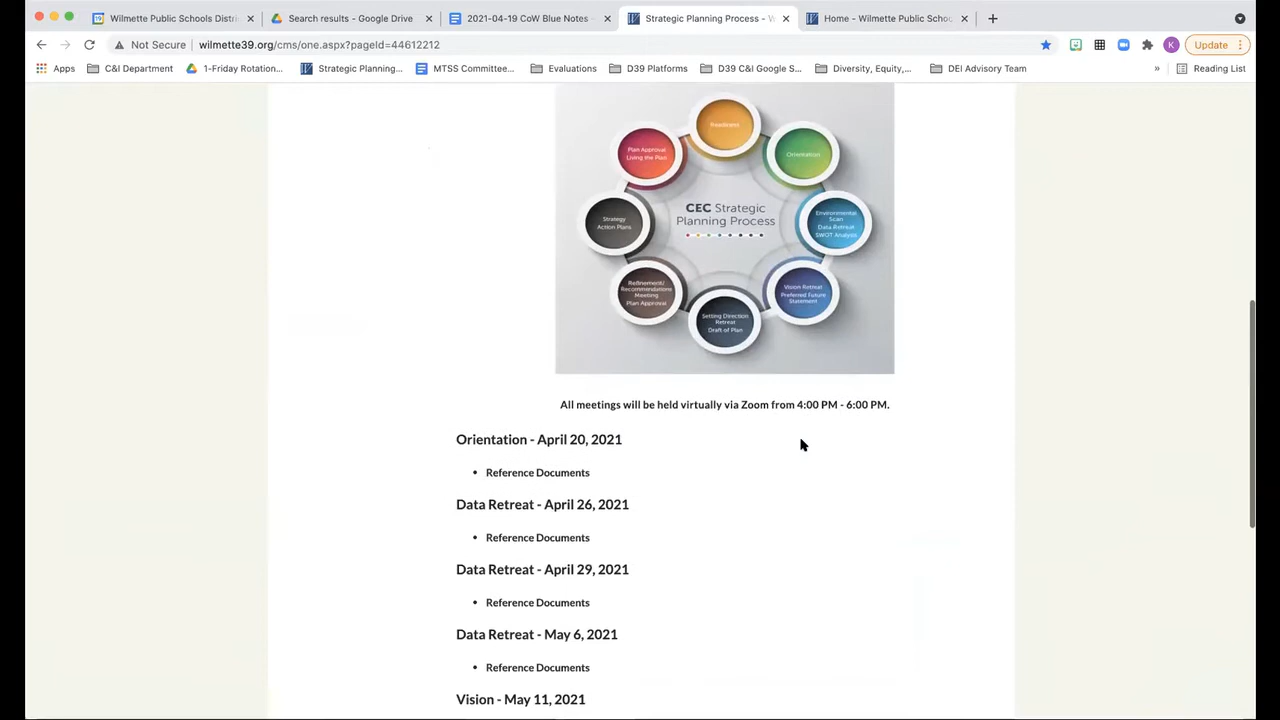 Wilmette Public Schools Distri
Search results - Google Drive
2021-04-19 CoW Blue Notes -
Strategic Planning Process - W
Home - Wilmette Public Schoo
Not Secure | wilmette39.org/cms/one.aspx?pageId=44612212
K
Update
Apps
C&I Department
1-Friday Rotation...
Strategic Planning...
MTSS Committee...
Evaluations
D39 Platforms
D39 C&I Google S...
Diversity, Equity,...
DEI Advisory Team
»
Reading List
Readiness
Plan Approval
Living the Plan
Orientation
Strategy
Action Plans
CEC Strategic
Planning Process
Environmental
Scan
Data Retreat
SWOT Analysis
Refinement/
Recommendations
Meeting
Plan Approval
Vision Retreat
Preferred Future
Statement
Setting Direction
Retreat
Draft of Plan
All meetings will be held virtually via Zoom from 4:00 PM - 6:00 PM.
Orientation - April 20, 2021
• Reference Documents
Data Retreat - April 26, 2021
• Reference Documents
Data Retreat - April 29, 2021
• Reference Documents
Data Retreat - May 6, 2021
• Reference Documents
Vision - May 11, 2021